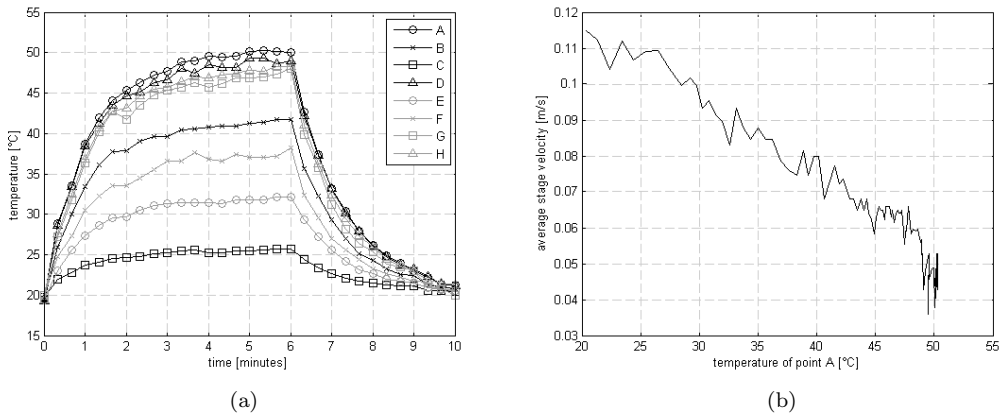 55
50
45
40
35
30
25
20
15
temperature [°C]
0 1 2 3 4 5 6 7 8 9 10
time [minutes]
A
B
C
D
E
F
G
H
(a)
0.12
0.11
0.1
0.09
0.08
0.07
0.06
0.05
0.04
0.03
average stage velocity [m/s]
20 25 30 35 40 45 50 55
temperature of point A [°C]
(b)